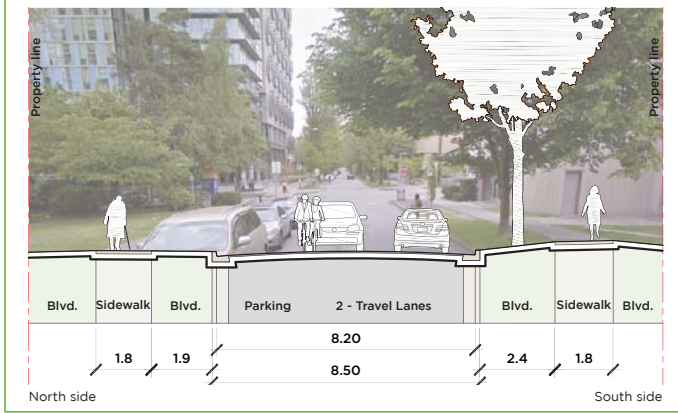 Property line
Property line
Blvd.
Sidewalk
Blvd.
Parking
2 - Travel Lanes
Blvd.
Sidewalk
Blvd.
8.20
1.8
1.9
2.4
1.8
8.50
North side
South side